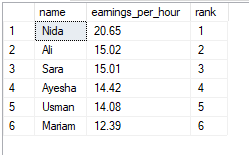 name earnings_per_hour rank
1 Nida 20.65 1
2 Ali 15.02 2
3 Sara 15.01 3
4 Ayesha 14.42 4
5 Usman 14.08 5
6 Mariam 12.39 6